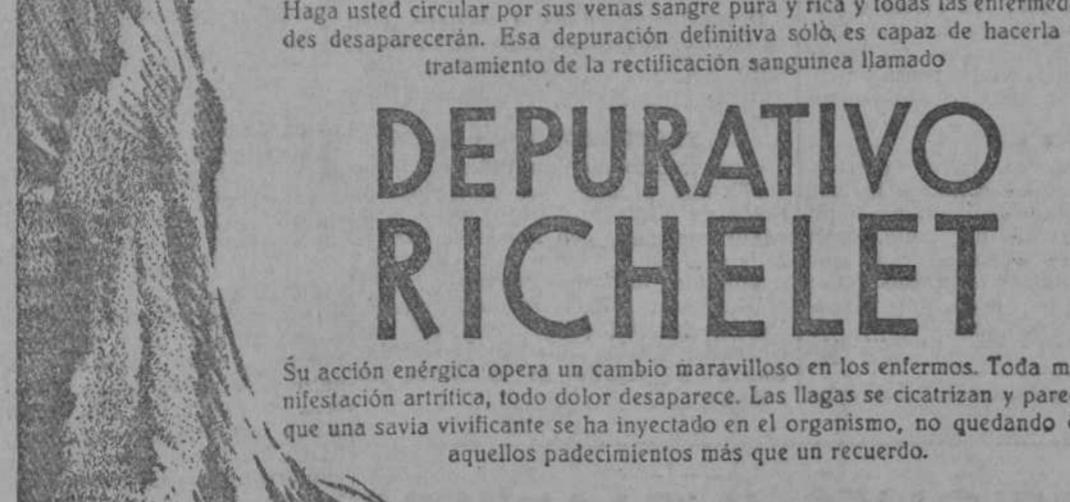 Haga usted circular por sus venas sangre pura y rica y todas las enfermed
des desaparecerán. Esa depuración definitiva sólo, es capaz de hacerla
tratamiento de la rectificación sanguinea llamado
DEPURATIVO
RICHELET
Su acción enérgica opera un cambio maravilloso en los enfermos. Toda m
nifestación artrítica, todo dolor desaparece. Las llagas se cicatrizan y pare
que una savia vivificante se ha inyectado en el organismo, no quedando
aquellos padecimientos más que un recuerdo.